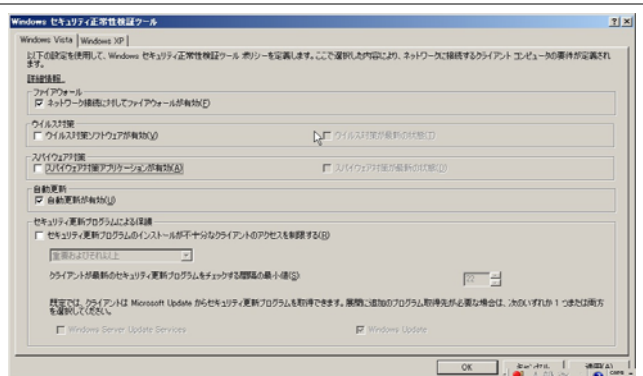 Windows セキュリティ正常性検証ツール
Windows Vista
Windows XP
以下の設定を使用して、Windows セキュリティ正常性検証ツール ポリシーを定義します。ここで選択した内容により、ネットワークに接続するクライアント コンピュータの要件が定義され
ます。
詳細情報...
ファイアウォール
ネットワーク接続に対してファイアウォールが有効(F)
ウイルス対策
ウイルス対策ソフトウェアが有効(V)
ウイルス対策が最新の状態(T)
スパイウェア対策
スパイウェア対策アプリケーションが有効(A)
スパイウェア対策が最新の状態(D)
自動更新
自動更新が有効(U)
セキュリティ更新プログラムによる保護
セキュリティ更新プログラムのインストールが不十分なクライアントのアクセスを制限する(R)
重要およびそれ以上
クライアントが最新のセキュリティ更新プログラムをチェックする間隔の最小値(S)
22
既定では、クライアントは Microsoft Update からセキュリティ更新プログラムを取得できます。展開に追加のプログラム取得先が必要な場合は、次のいずれか 1 つまたは両方
を選択してください。
Windows Server Update Services
Windows Update
OK
キャンセル
適用(A)
CAPS